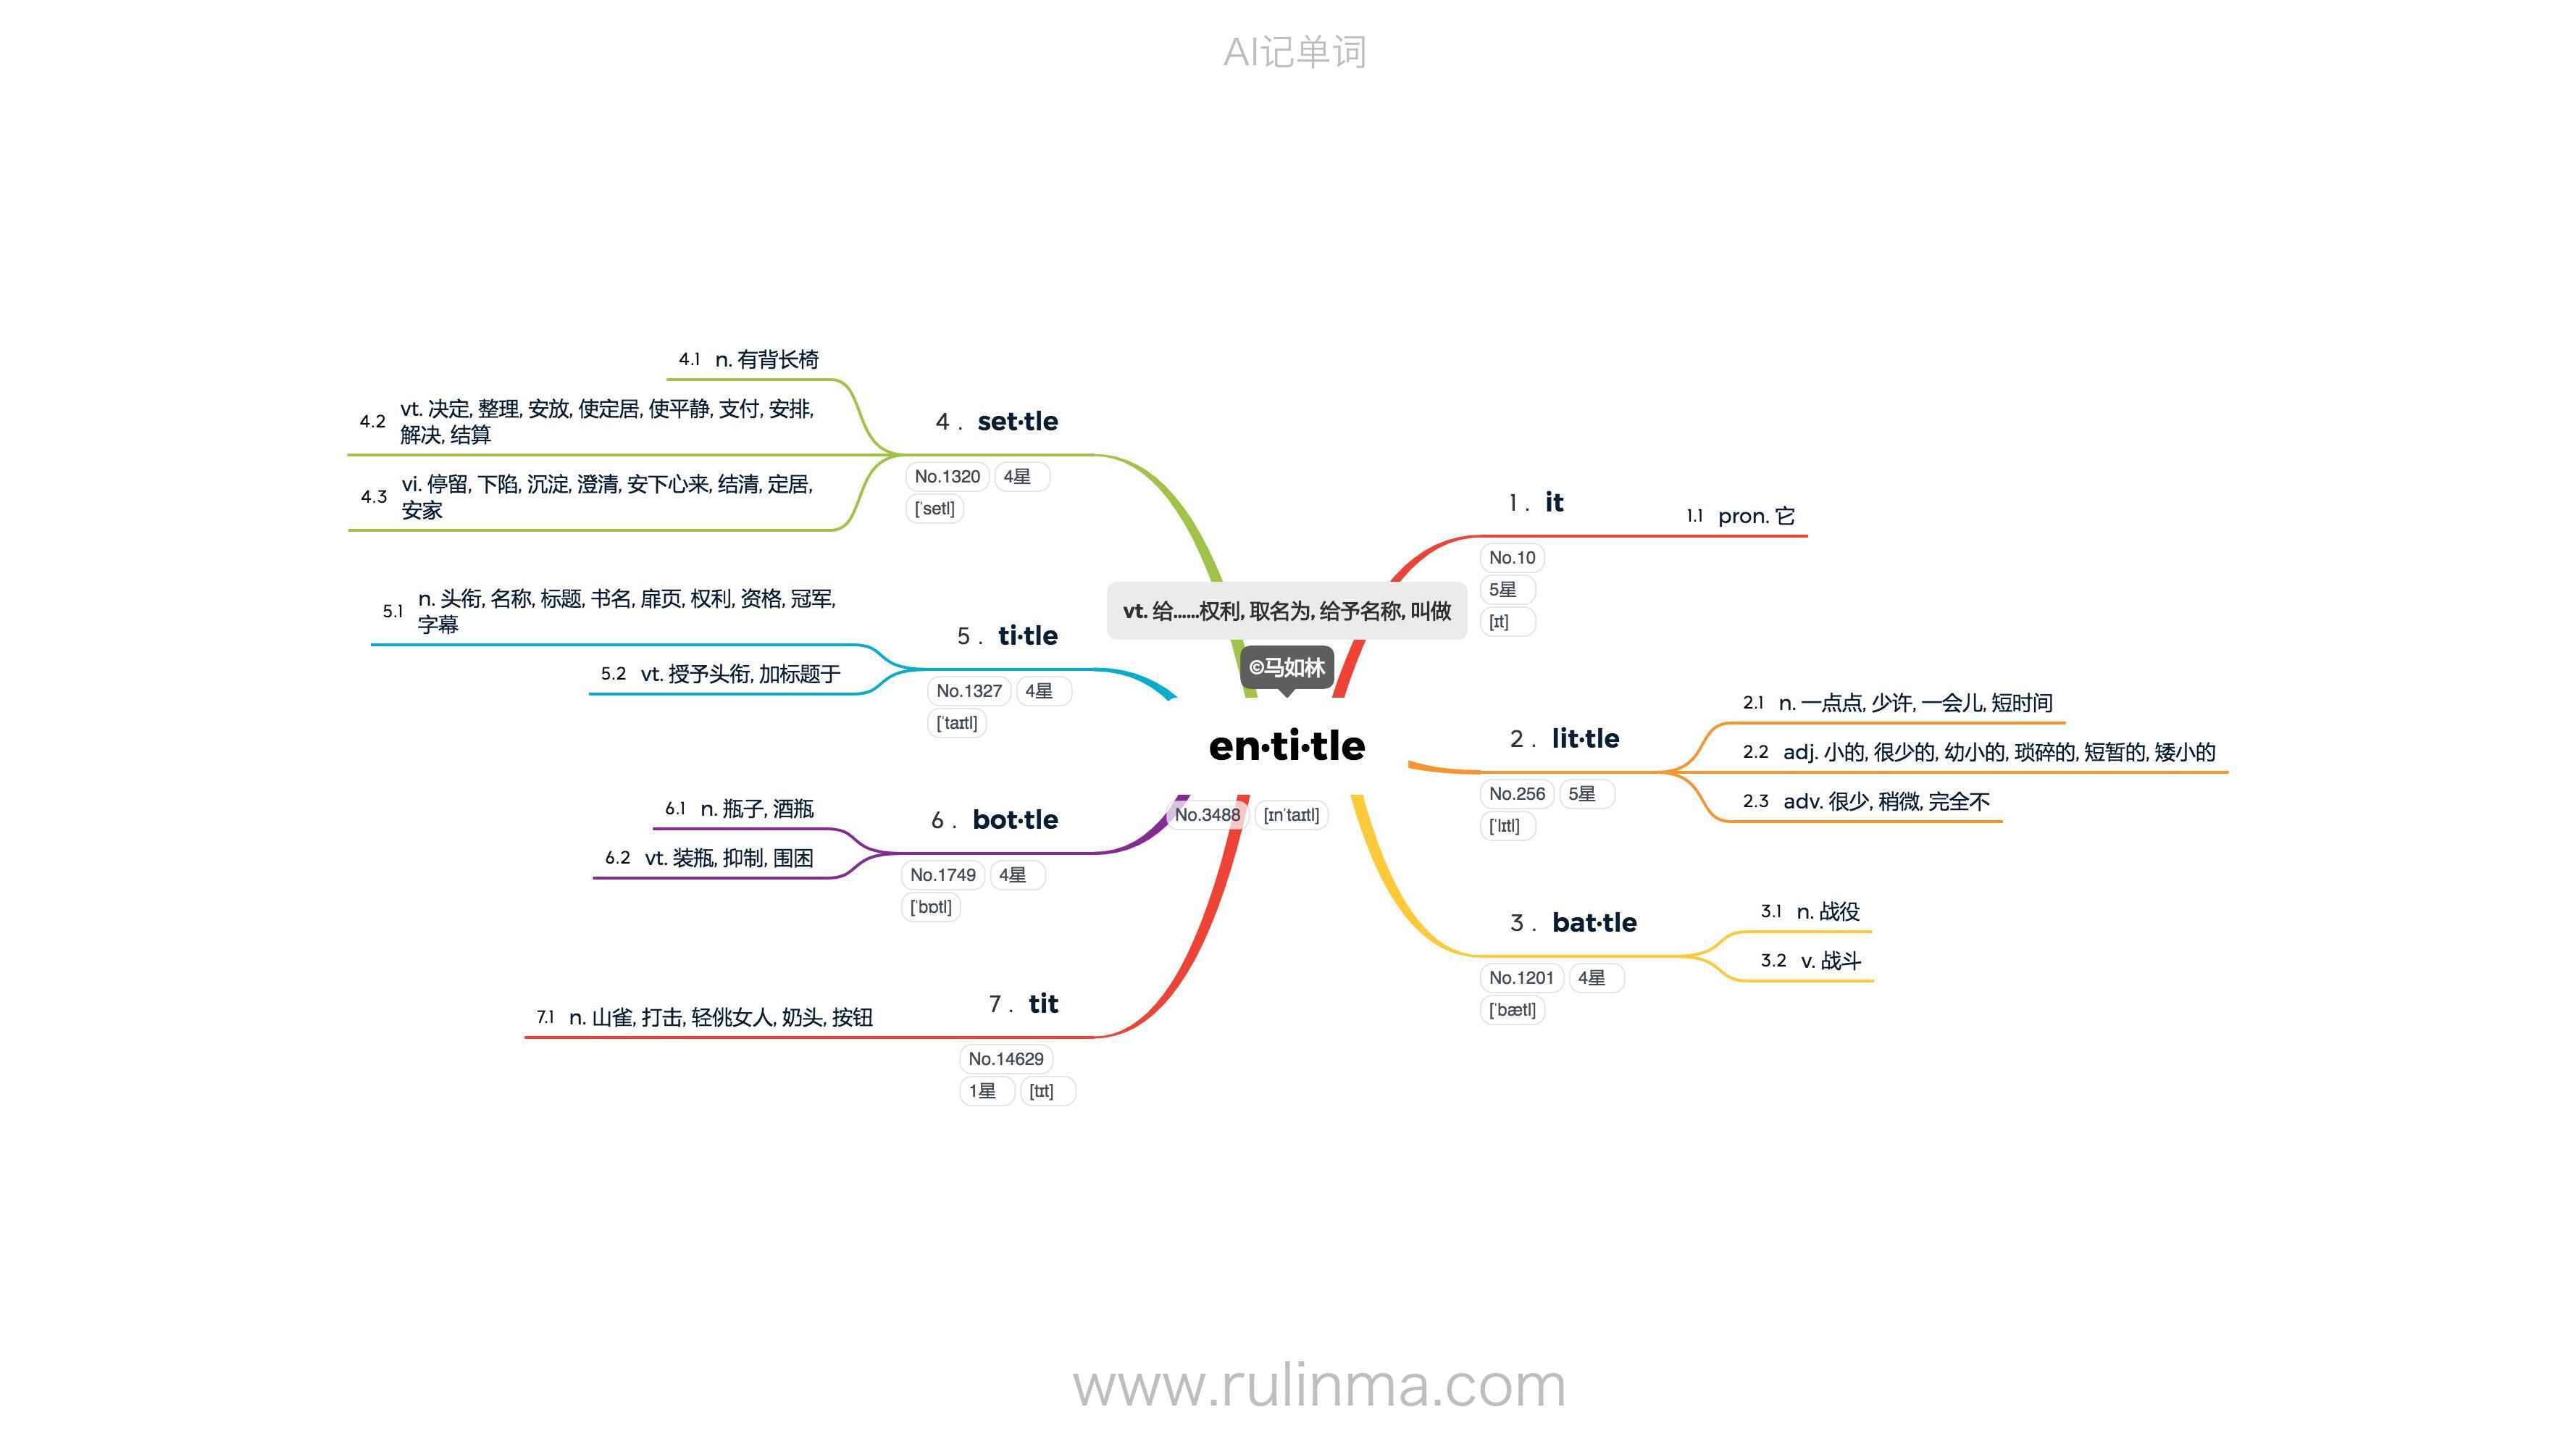 AI记单词
vt. 给......权利, 取名为, 给予名称, 叫做
©马如林
en·ti·tle
No.3488 [ɪnˈtaɪtl]
1 . it
No.10
5星
[ɪt]
1.1 pron. 它
2 . lit·tle
No.256 5星
[ˈlɪtl]
2.1 n. 一点点, 少许, 一会儿, 短时间
2.2 adj. 小的, 很少的, 幼小的, 琐碎的, 短暂的, 矮小的
2.3 adv. 很少, 稍微, 完全不
3 . bat·tle
No.1201 4星
[ˈbætl]
3.1 n. 战役
3.2 v. 战斗
4 . set·tle
No.1320 4星
[ˈsetl]
4.1 n. 有背长椅
4.2 vt. 决定, 整理, 安放, 使定居, 使平静, 支付, 安排,
解决, 结算
4.3 vi. 停留, 下陷, 沉淀, 澄清, 安下心来, 结清, 定居,
安家
5 . ti·tle
No.1327 4星
[ˈtaɪtl]
5.1 n. 头衔, 名称, 标题, 书名, 扉页, 权利, 资格, 冠军,
字幕
5.2 vt. 授予头衔, 加标题于
6 . bot·tle
No.1749 4星
[ˈbɒtl]
6.1 n. 瓶子, 酒瓶
6.2 vt. 装瓶, 抑制, 围困
7 . tit
No.14629
1星 [tɪt]
7.1 n. 山雀, 打击, 轻佻女人, 奶头, 按钮
www.rulinma.com